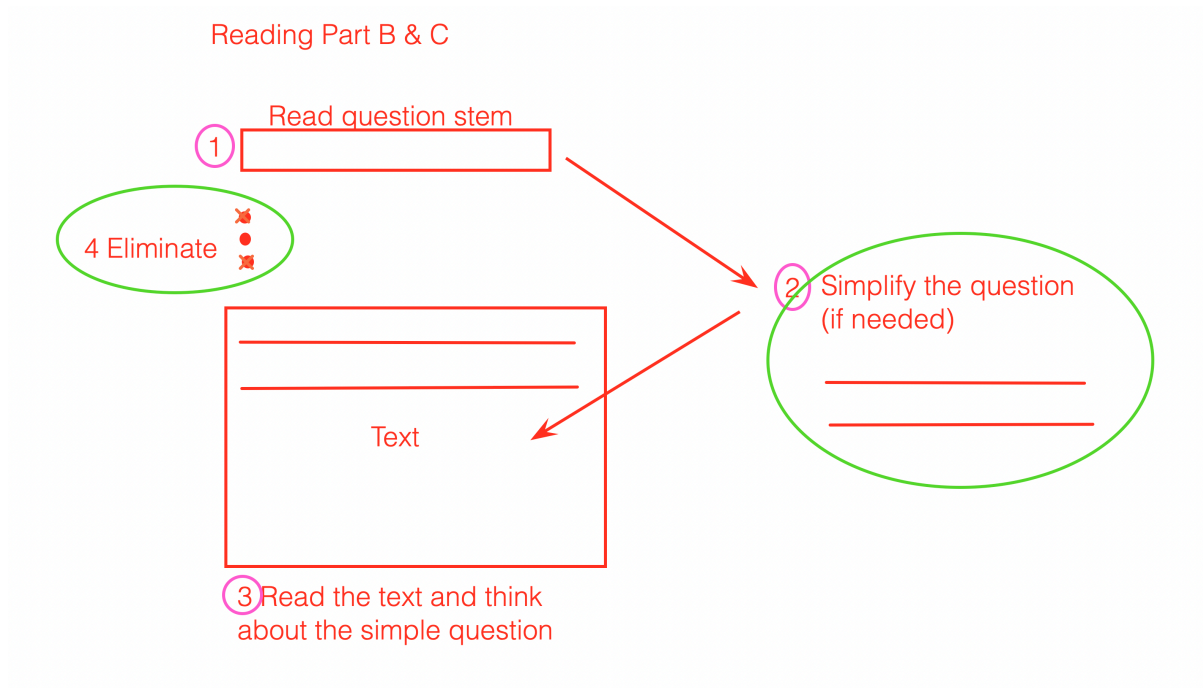 Reading Part B & C
Read question stem
1
4 Eliminate
2 Simplify the question
(if needed)
Text
3 Read the text and think
about the simple question